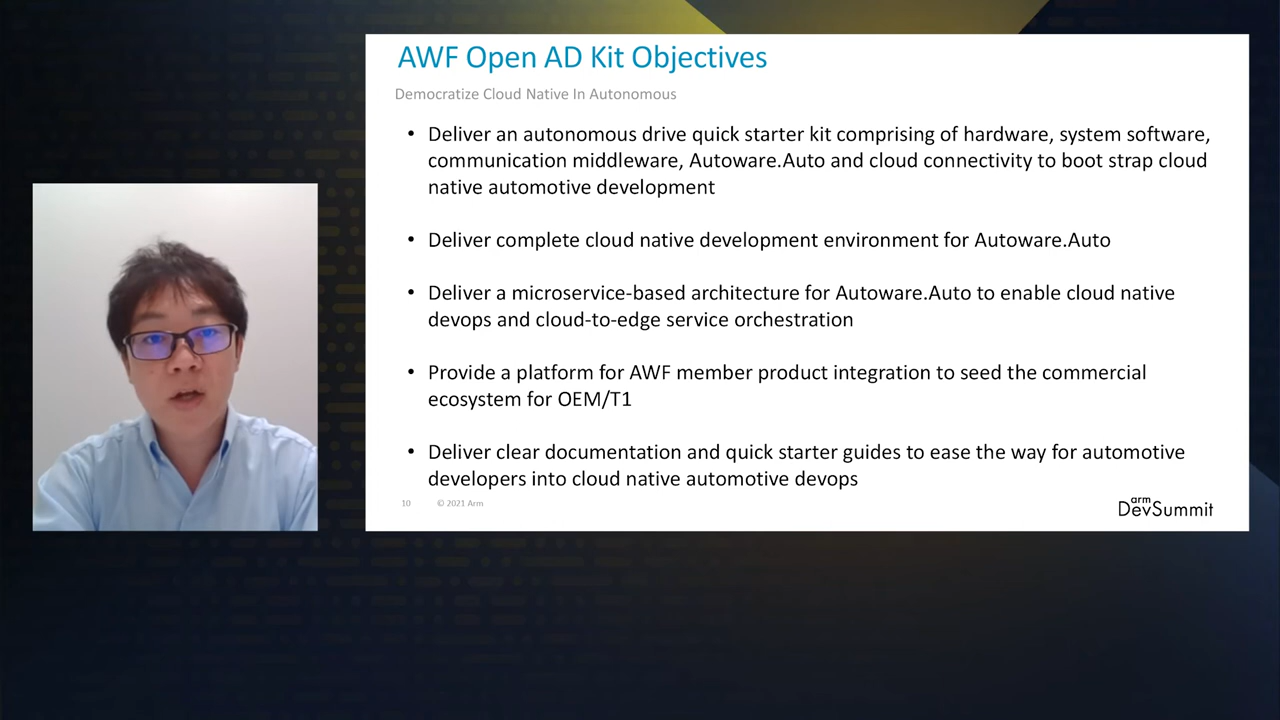 AWF Open AD Kit Objectives
Democratize Cloud Native In Autonomous
• Deliver an autonomous drive quick starter kit comprising of hardware, system software,
communication middleware, Autoware.Auto and cloud connectivity to boot strap cloud
native automotive development
• Deliver complete cloud native development environment for Autoware.Auto
• Deliver a microservice-based architecture for Autoware.Auto to enable cloud native
devops and cloud-to-edge service orchestration
• Provide a platform for AWF member product integration to seed the commercial
ecosystem for OEM/T1
• Deliver clear documentation and quick starter guides to ease the way for automotive
developers into cloud native automotive devops
10 © 2021 Arm
arm
DevSummit